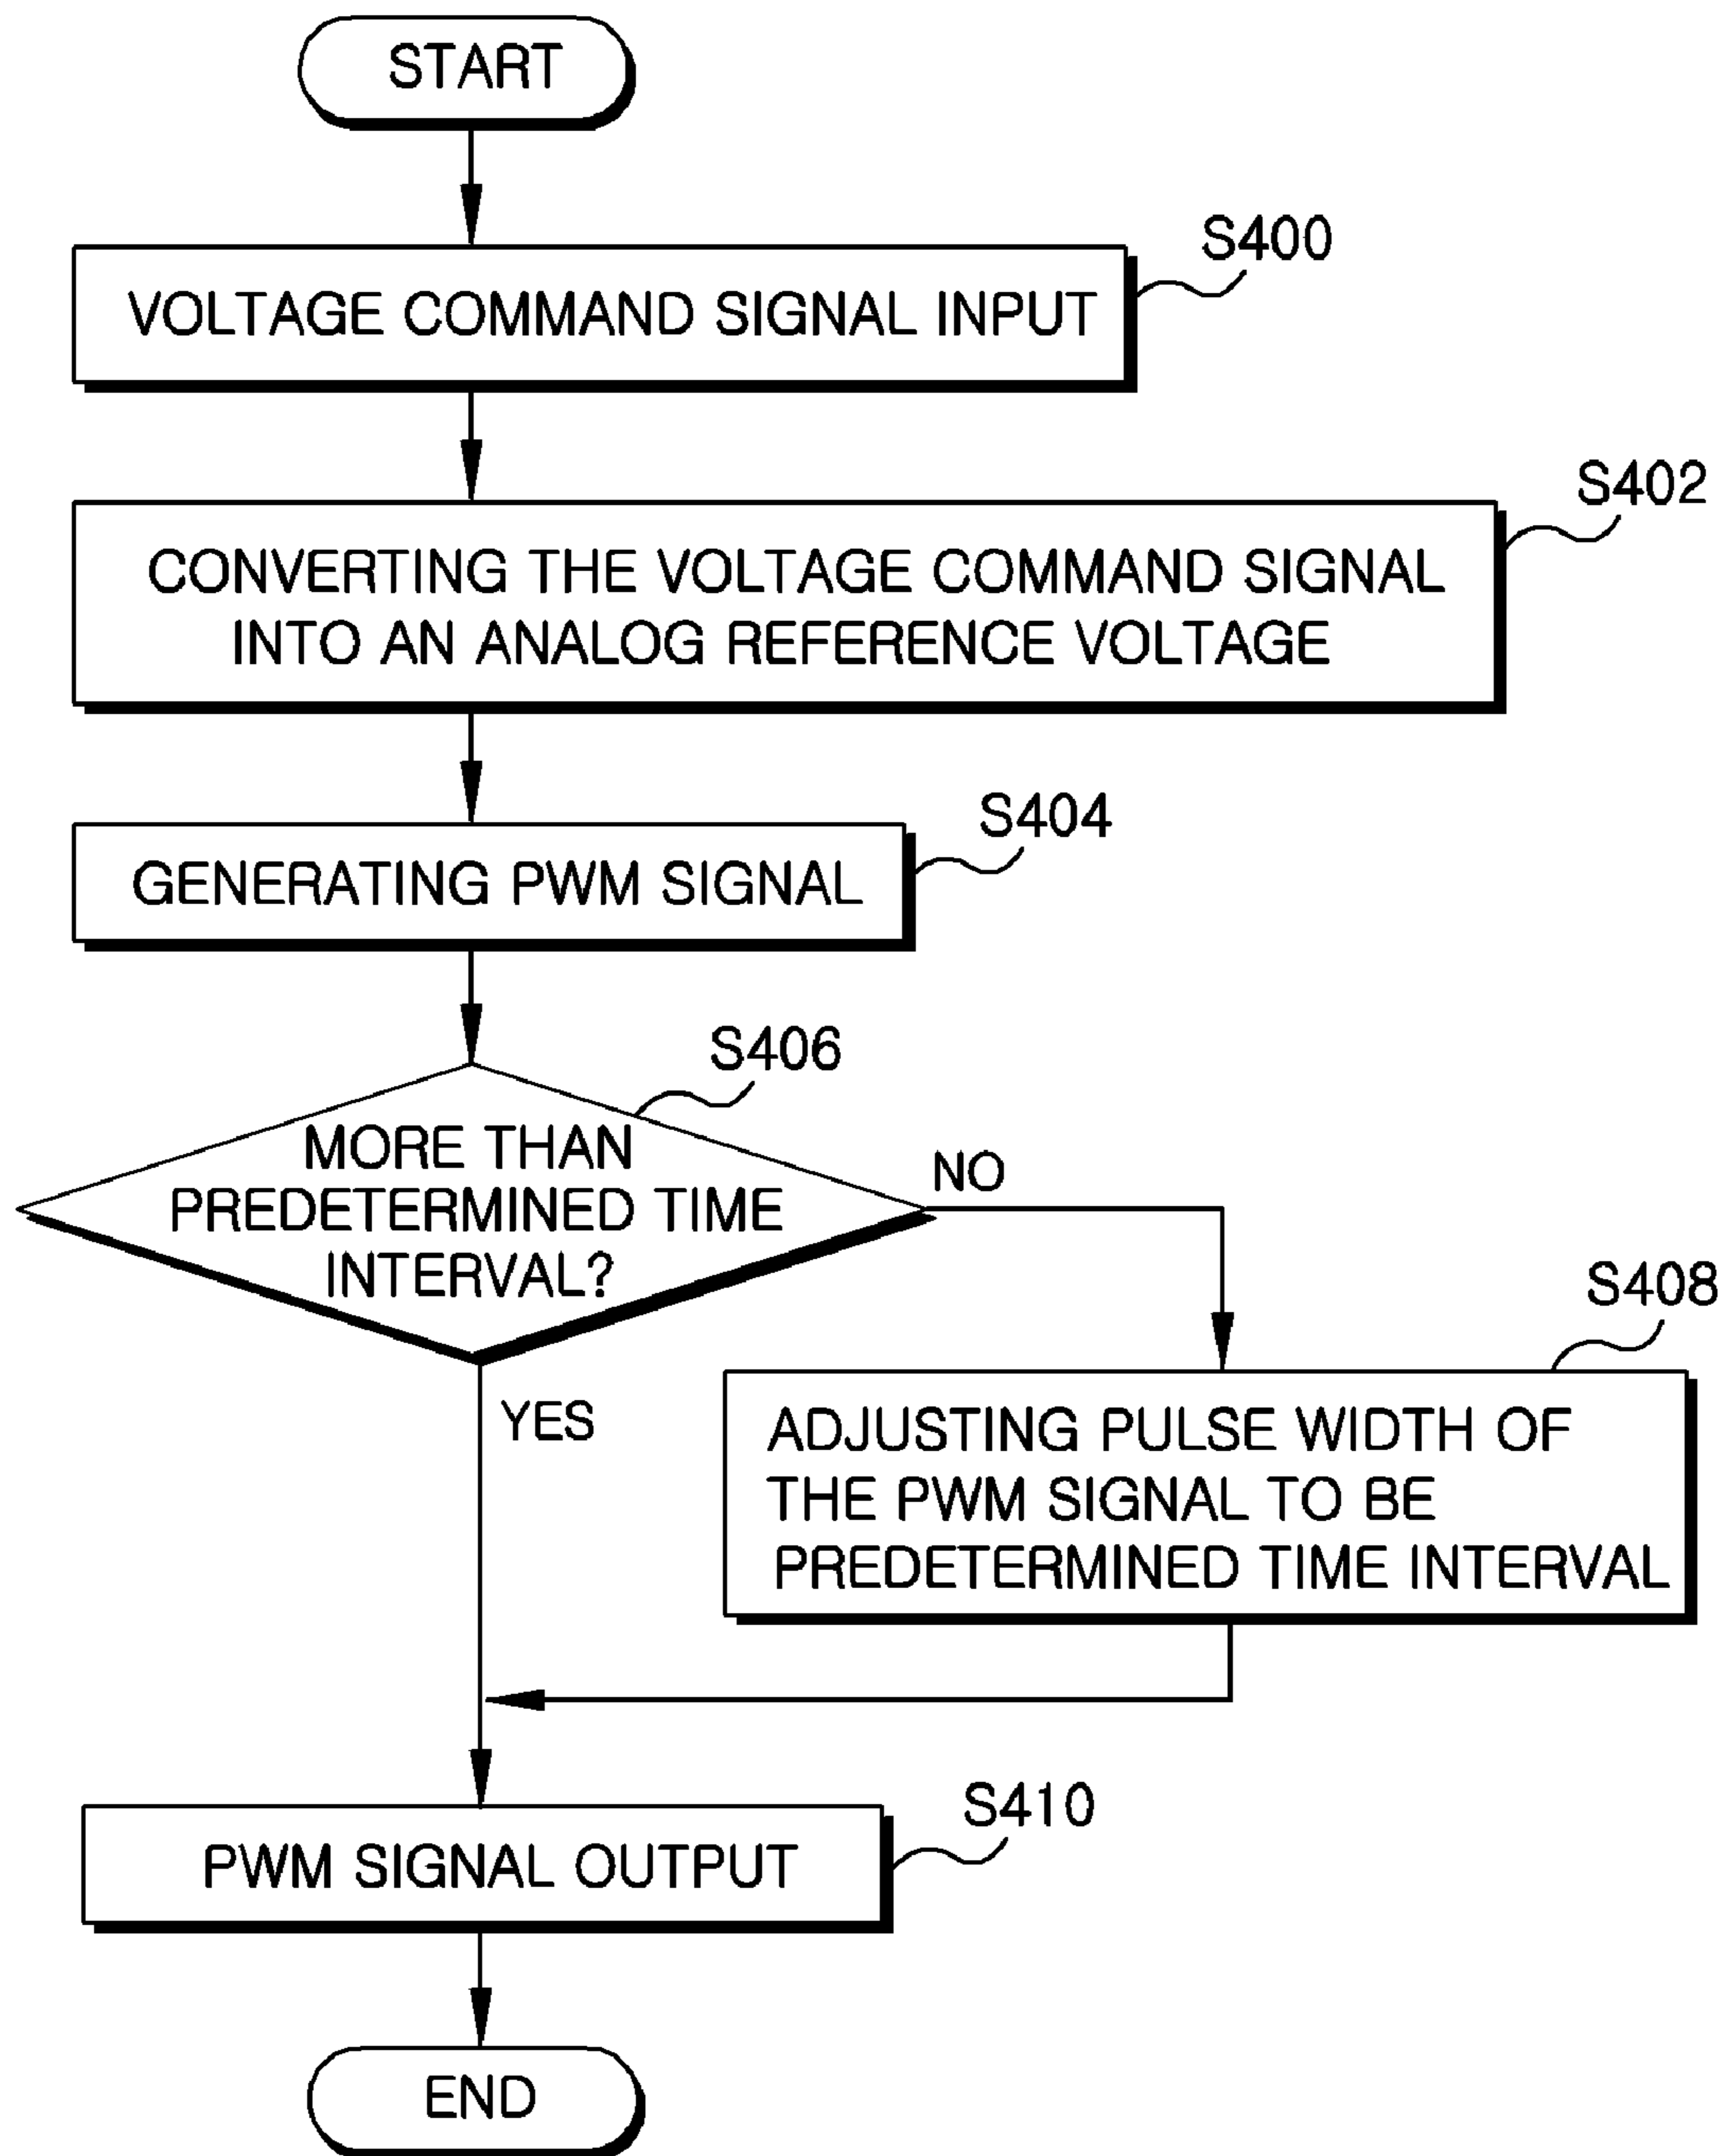 START
S400
VOLTAGE COMMAND SIGNAL INPUT
S402
CONVERTING THE VOLTAGE COMMAND SIGNAL
INTO AN ANALOG REFERENCE VOLTAGE
S404
GENERATING PWM SIGNAL
S406
MORE THAN
PREDETERMINED TIME
INTERVAL?
NO
YES
S408
ADJUSTING PULSE WIDTH OF
THE PWM SIGNAL TO BE
PREDETERMINED TIME INTERVAL
S410
PWM SIGNAL OUTPUT
END